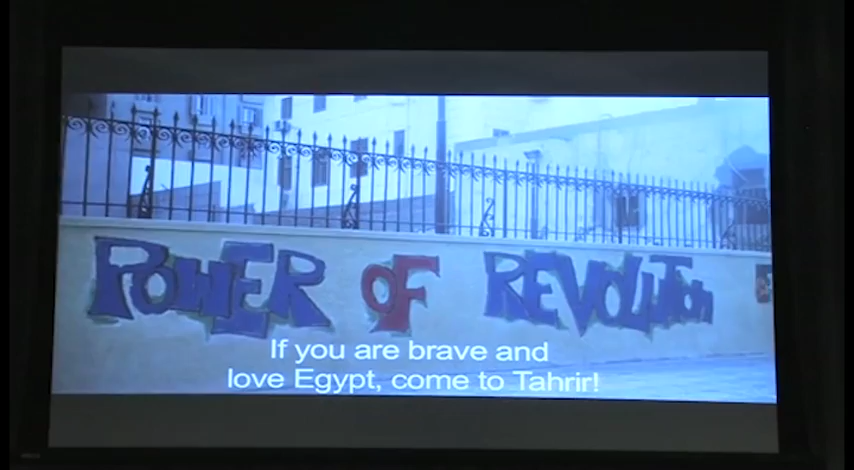 POWER OF REVOLUTION
If you are brave and
love Egypt, come to Tahrir!